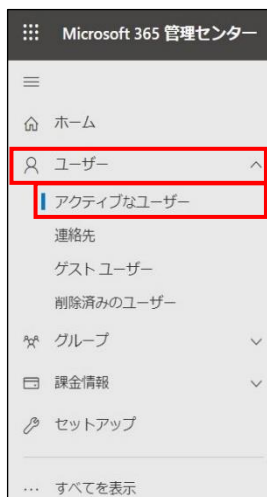 Microsoft 365 管理センター
ホーム
ユーザー
アクティブなユーザー
連絡先
ゲスト ユーザー
削除済みのユーザー
グループ
課金情報
セットアップ
… すべてを表示